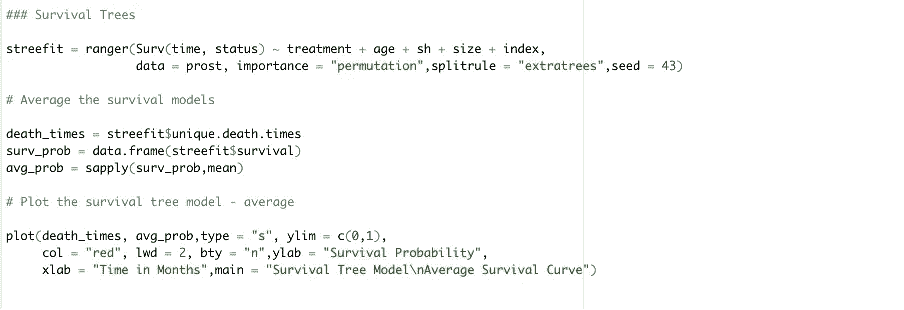 ### Survival Trees
streefit = ranger(Surv(time, status) ~ treatment + age + sh + size + index,
data = prost, importance = "permutation",splitrule = "extratrees",seed = 43)
# Average the survival models
death_times = streefit$unique.death.times
surv_prob = data.frame(streefit$survival)
avg_prob = sapply(surv_prob,mean)
# Plot the survival tree model - average
plot(death_times, avg_prob,type = "s", ylim = c(0,1),
col = "red", lwd = 2, bty = "n",ylab = "Survival Probability",
xlab = "Time in Months",main = "Survival Tree Model\nAverage Survival Curve")